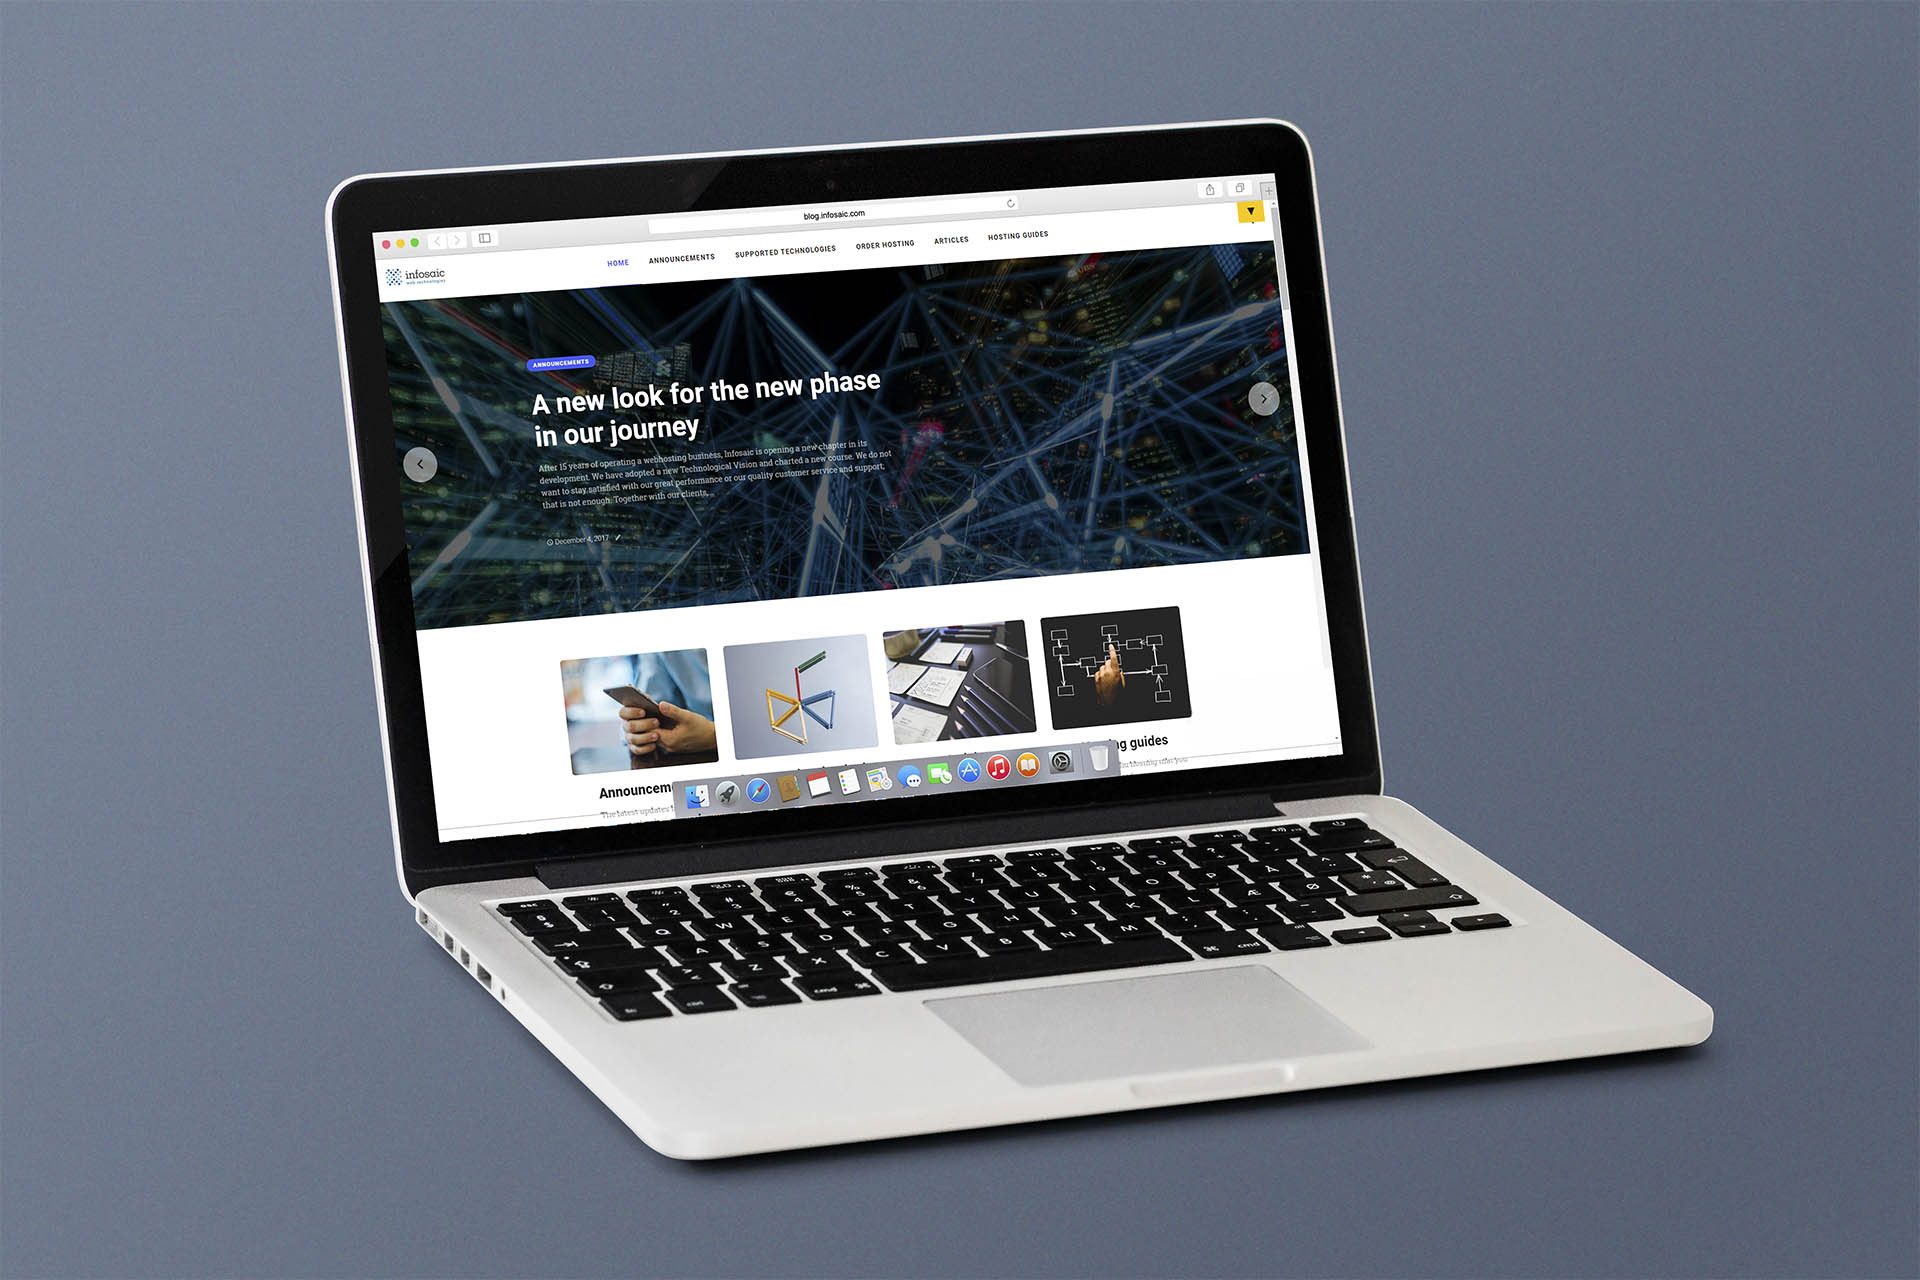 blog.infosaic.com
infosaic
web technologies
HOME ANNOUNCEMENTS SUPPORTED TECHNOLOGIES ORDER HOSTING ARTICLES HOSTING GUIDES
ANNOUNCEMENTS
A new look for the new phase
in our journey
After 15 years of operating a webhosting business, Infosaic is opening a new chapter in its
development. We have adopted a new Technological Vision and charted a new course. We do not
want to stay satisfied with our great performance or our quality customer service and support;
that is not enough. Together with our clients,
December 4, 2017
Announcem
The latest updates
guides
esc
Q W E R T Y U I O P Å
A S D F G H J K L Æ Ø
Z X C V B N M
cmd ⌘
⌘ cmd